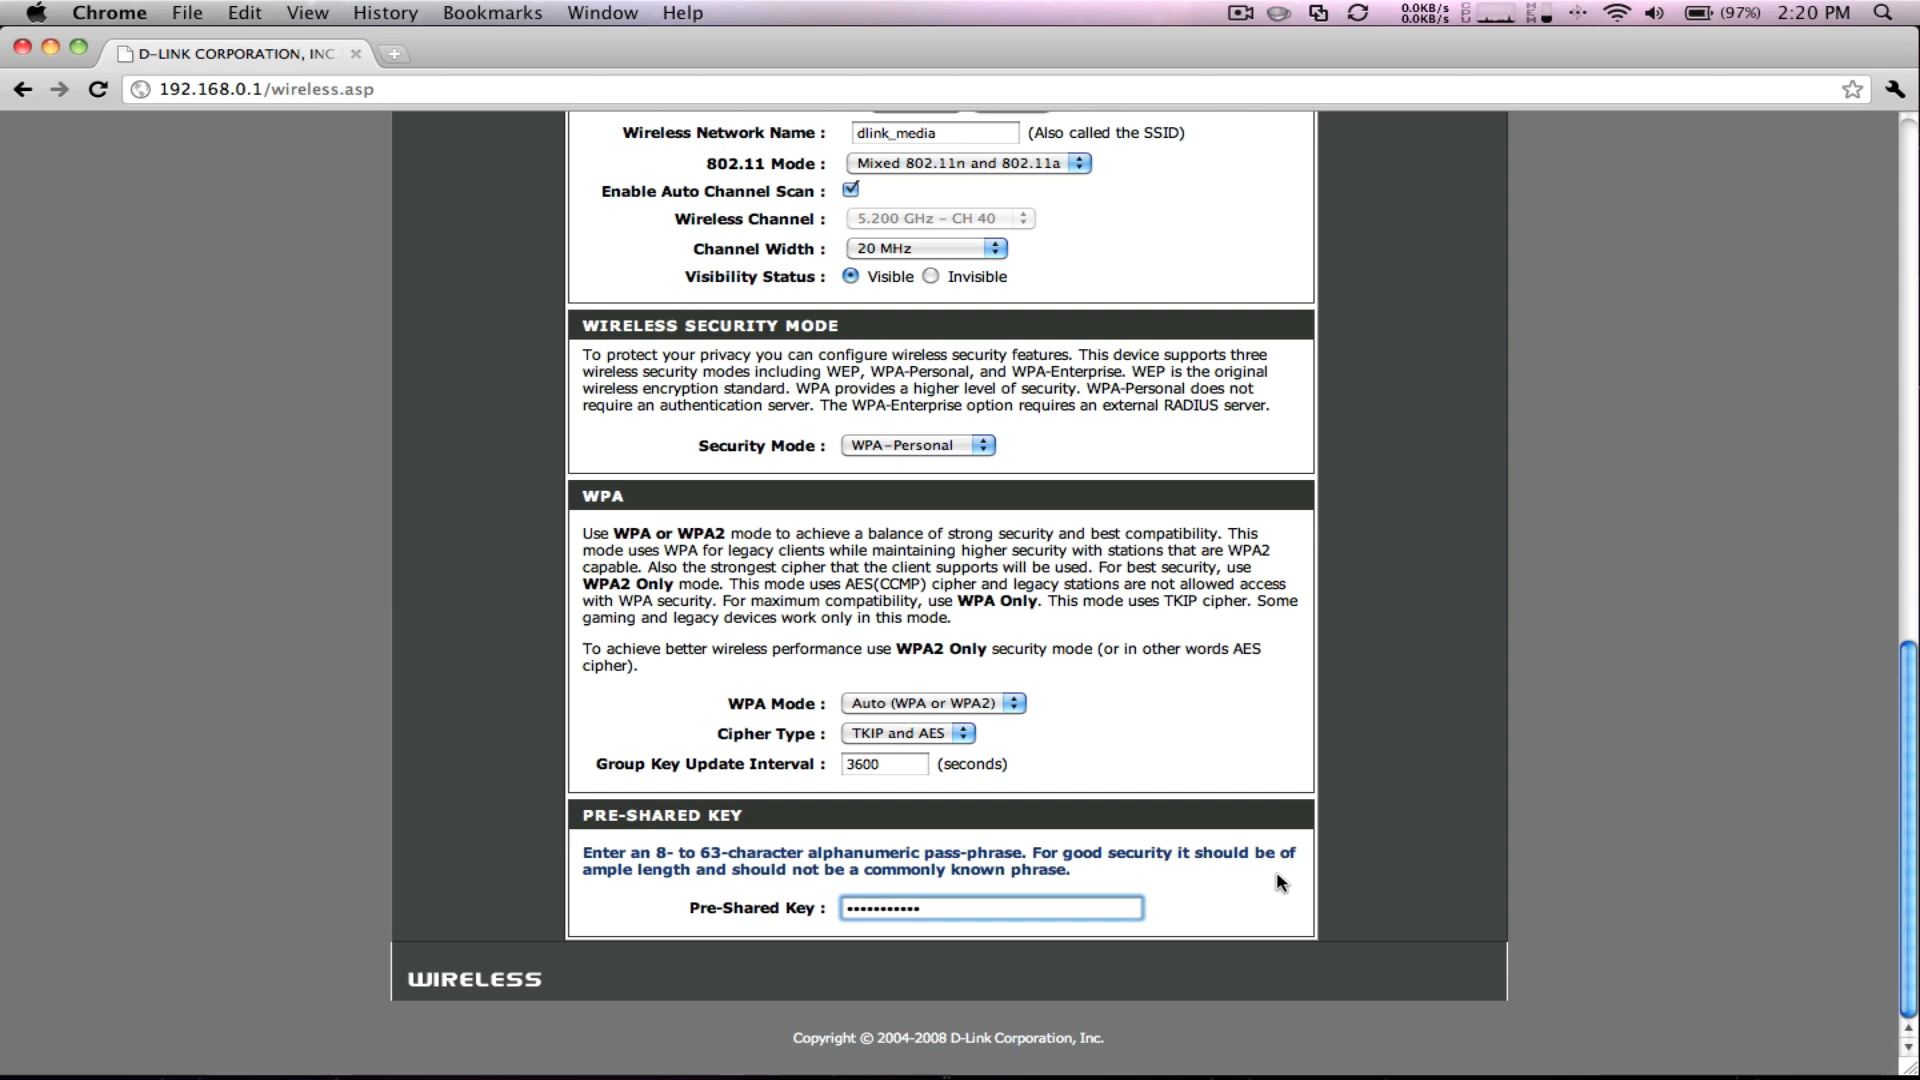 Chrome File Edit View History Bookmarks Window Help 0.0KB/s 0.0KB/s CPU MEM (97%) 2:20 PM
D-LINK CORPORATION, INC
192.168.0.1/wireless.asp
Wireless Network Name : dlink_media (Also called the SSID)
802.11 Mode : Mixed 802.11n and 802.11a
Enable Auto Channel Scan :
Wireless Channel : 5.200 GHz - CH 40
Channel Width : 20 MHz
Visibility Status : Visible Invisible
WIRELESS SECURITY MODE
To protect your privacy you can configure wireless security features. This device supports three
wireless security modes including WEP, WPA-Personal, and WPA-Enterprise. WEP is the original
wireless encryption standard. WPA provides a higher level of security. WPA-Personal does not
require an authentication server. The WPA-Enterprise option requires an external RADIUS server.
Security Mode : WPA-Personal
WPA
Use WPA or WPA2 mode to achieve a balance of strong security and best compatibility. This
mode uses WPA for legacy clients while maintaining higher security with stations that are WPA2
capable. Also the strongest cipher that the client supports will be used. For best security, use
WPA2 Only mode. This mode uses AES(CCMP) cipher and legacy stations are not allowed access
with WPA security. For maximum compatibility, use WPA Only. This mode uses TKIP cipher. Some
gaming and legacy devices work only in this mode.
To achieve better wireless performance use WPA2 Only security mode (or in other words AES
cipher).
WPA Mode : Auto (WPA or WPA2)
Cipher Type : TKIP and AES
Group Key Update Interval : 3600 (seconds)
PRE-SHARED KEY
Enter an 8- to 63-character alphanumeric pass-phrase. For good security it should be of
ample length and should not be a commonly known phrase.
Pre-Shared Key : •••••••••••
WIRELESS
Copyright © 2004-2008 D-Link Corporation, Inc.